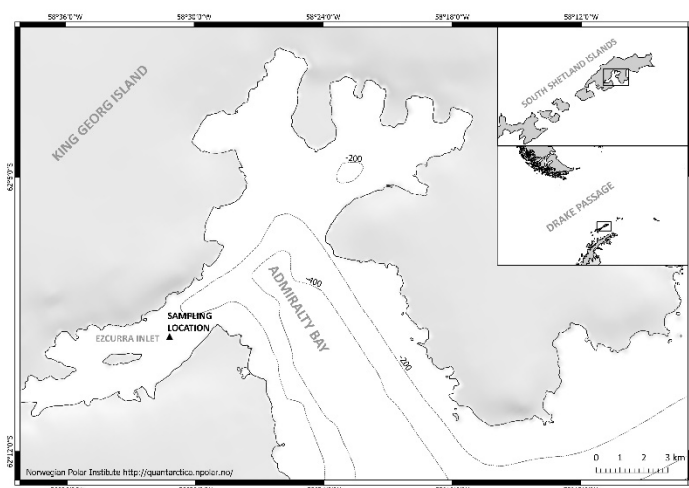 58°36'0"W 58°30'0"W 58°24'0"W 58°18'0"W 58°12'0"W
KING GEORG ISLAND
SOUTH SHETLAND ISLANDS
-200
62°6'0"S
DRAKE PASSAGE
ADMIRALTY BAY
-400
SAMPLING
LOCATION
EZCURRA INLET
-200
62°12'0"S
0 1 2 3 km
Norwegian Polar Institute http://quantarctica.npolar.no/